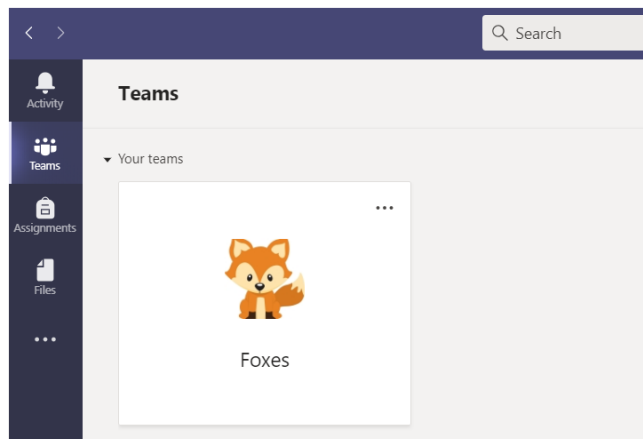 Search
Activity
Teams
Teams
Your teams
Assignments
Files
Foxes